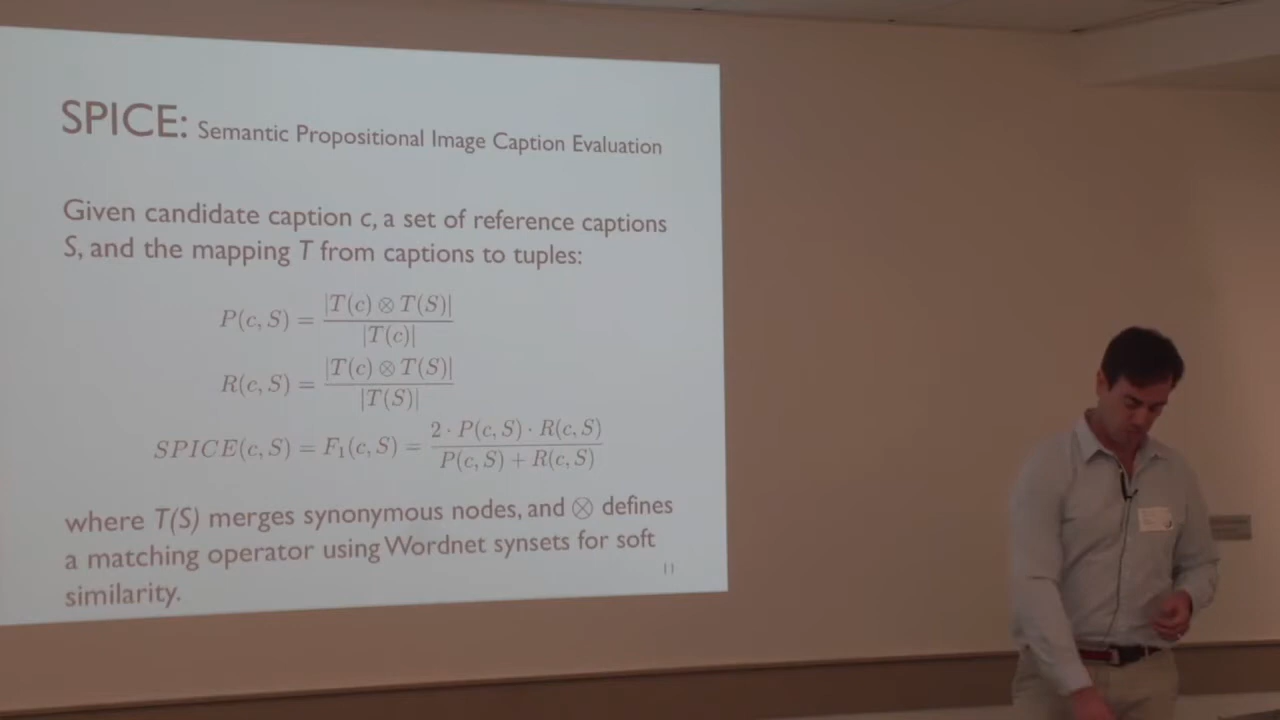 SPICE: Semantic Propositional Image Caption Evaluation
Given candidate caption c, a set of reference captions
S, and the mapping T from captions to tuples:
P(c, S) = |T(c) ⊗ T(S)| / |T(c)|
R(c, S) = |T(c) ⊗ T(S)| / |T(S)|
SPICE(c, S) = F₁(c, S) = 2 · P(c, S) · R(c, S) / P(c, S) + R(c, S)
where T(S) merges synonymous nodes, and ⊗ defines
a matching operator using Wordnet synsets for soft
similarity.
11